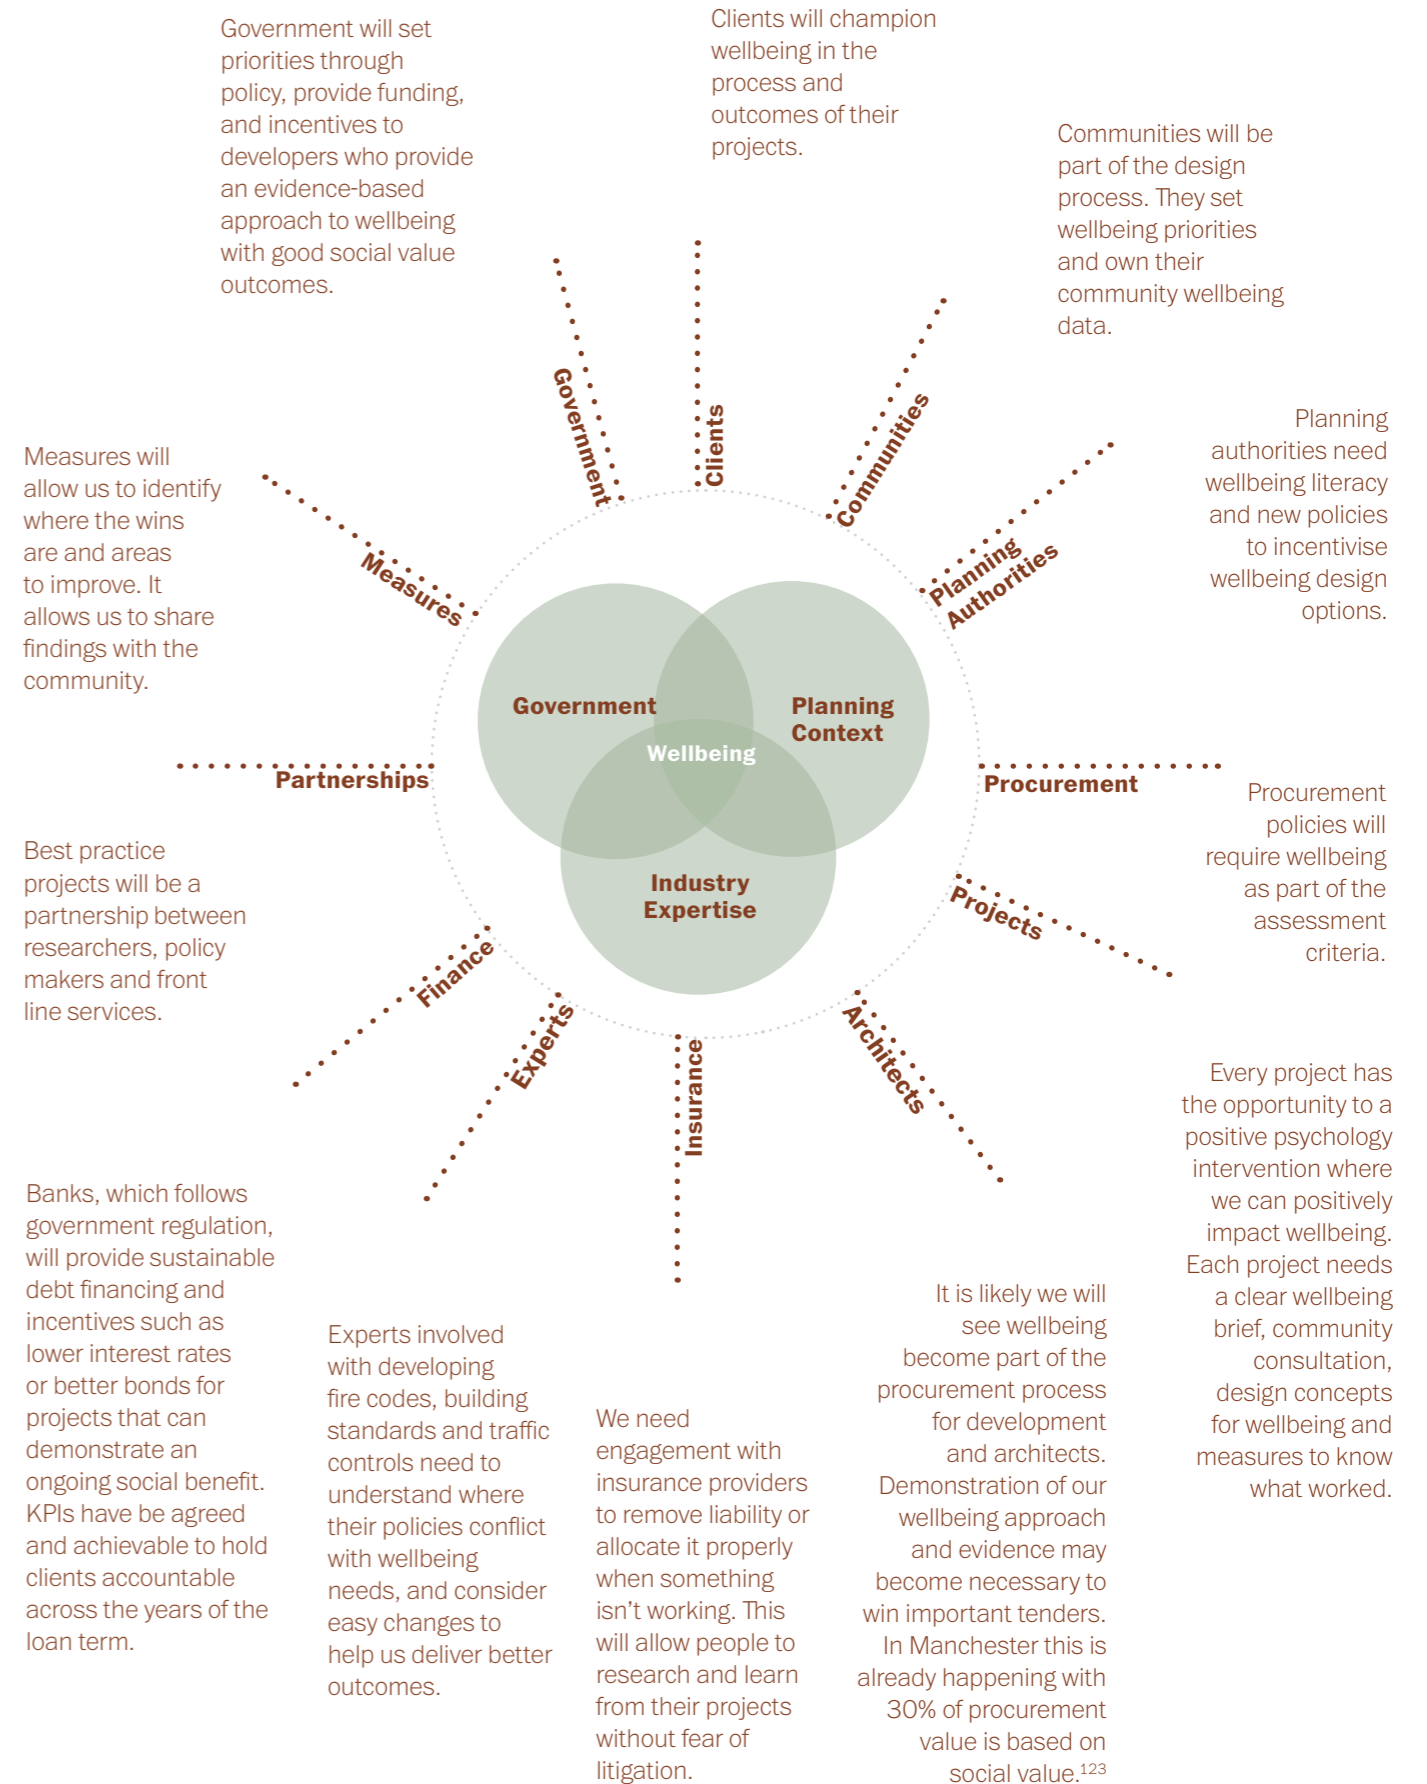 Government will set
priorities through
policy, provide funding,
and incentives to
developers who provide
an evidence-based
approach to wellbeing
with good social value
outcomes.
Clients will champion
wellbeing in the
process and
outcomes of their
projects.
Communities will be
part of the design
process. They set
wellbeing priorities
and own their
community wellbeing
data.
Planning
authorities need
wellbeing literacy
and new policies
to incentivise
wellbeing design
options.
Measures will
allow us to identify
where the wins
are and areas
to improve. It
allows us to share
findings with the
community.
Government
Clients
Communities
Planning
Authorities
Measures
Partnerships
Procurement
Projects
Architects
Insurance
Experts
Finance
Government
Planning
Context
Wellbeing
Industry
Expertise
Procurement
policies will
require wellbeing
as part of the
assessment
criteria.
Best practice
projects will be a
partnership between
researchers, policy
makers and front
line services.
Every project has
the opportunity to a
positive psychology
intervention where
we can positively
impact wellbeing.
Each project needs
a clear wellbeing
brief, community
consultation,
design concepts
for wellbeing and
measures to know
what worked.
Banks, which follows
government regulation,
will provide sustainable
debt financing and
incentives such as
lower interest rates
or better bonds for
projects that can
demonstrate an
ongoing social benefit.
KPIs have be agreed
and achievable to hold
clients accountable
across the years of the
loan term.
Experts involved
with developing
fire codes, building
standards and traffic
controls need to
understand where
their policies conflict
with wellbeing
needs, and consider
easy changes to
help us deliver better
outcomes.
We need
engagement with
insurance providers
to remove liability or
allocate it properly
when something
isn't working. This
will allow people to
research and learn
from their projects
without fear of
litigation.
It is likely we will
see wellbeing
become part of the
procurement process
for development
and architects.
Demonstration of our
wellbeing approach
and evidence may
become necessary to
win important tenders.
In Manchester this is
already happening with
30% of procurement
value is based on
social value.¹²³